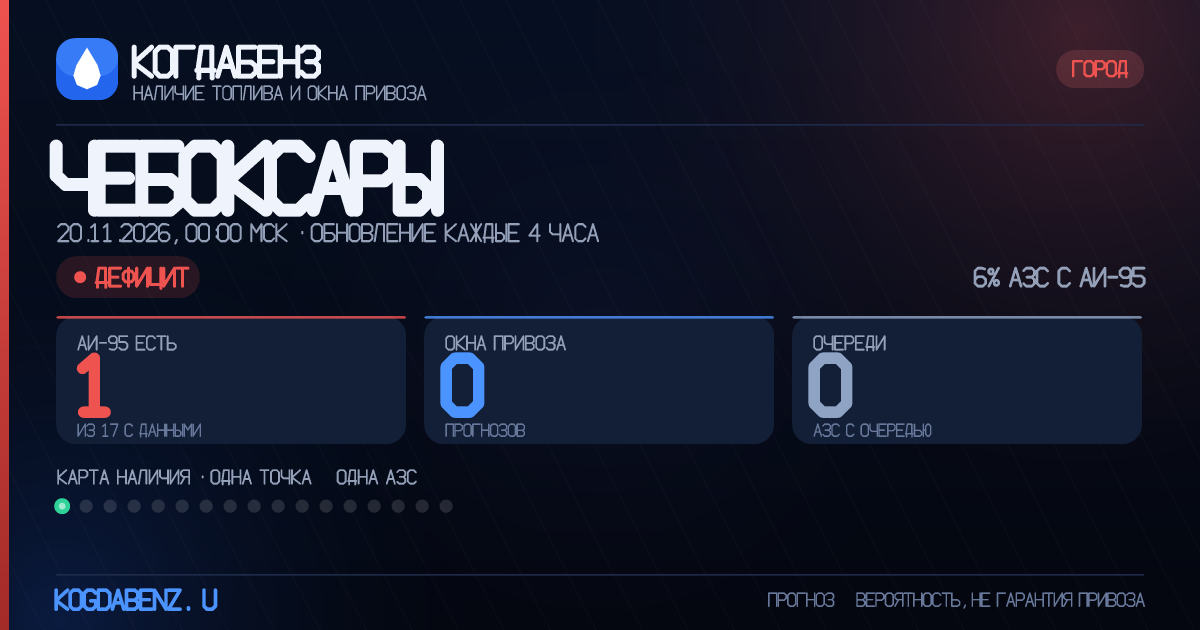 КОГДАБЕНЗ
НАЛИЧИЕ ТОПЛИВА И ОКНА ПРИВОЗА
ГОРОД
ЧЕБОКСАРЫ
20.11.2026, 00:00 МСК · ОБНОВЛЕНИЕ КАЖДЫЕ 4 ЧАСА
ДЕФИЦИТ
6% АЗС С АИ-95
АИ-95 ЕСТЬ
1
ИЗ 17 С ДАННЫМИ
ОКНА ПРИВОЗА
0
ПРОГНОЗОВ
ОЧЕРЕДИ
0
АЗС С ОЧЕРЕДЬЮ
КАРТА НАЛИЧИЯ · ОДНА ТОЧКА ОДНА АЗС
KOGDABENZ. U
ПРОГНОЗ ВЕРОЯТНОСТЬ, НЕ ГАРАНТИЯ ПРИВОЗА